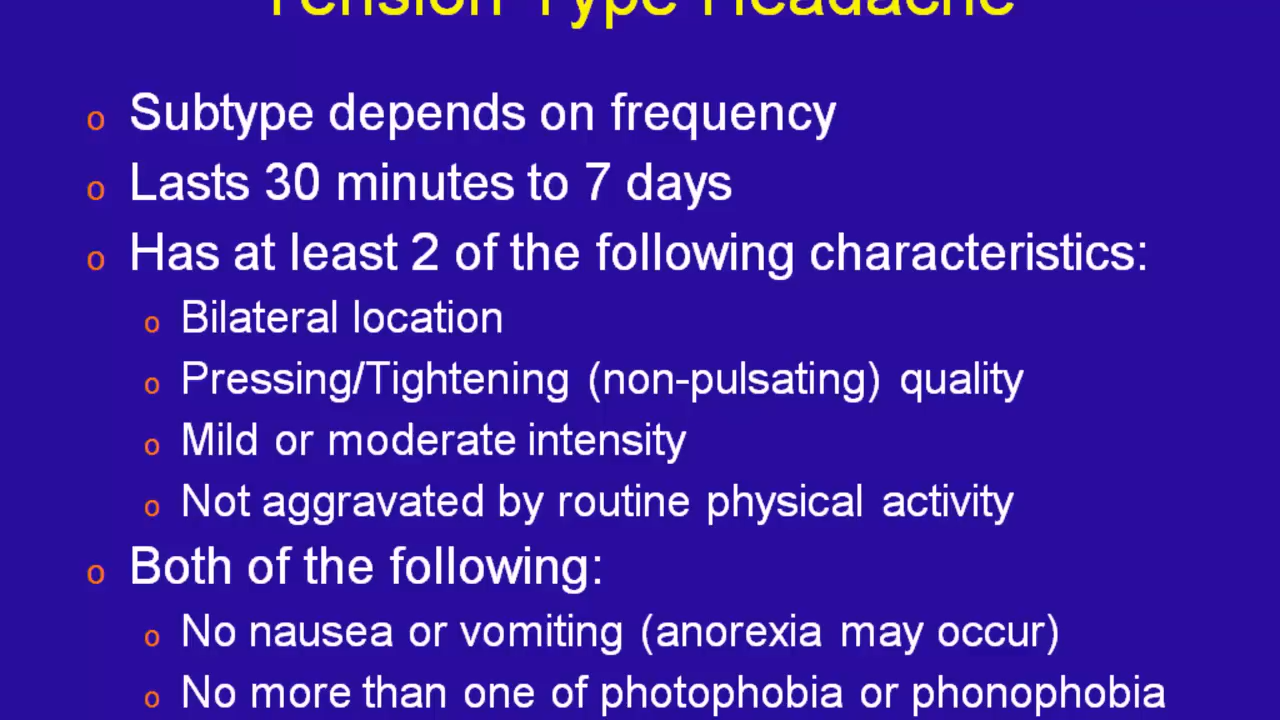 Tension Type Headache
o Subtype depends on frequency
o Lasts 30 minutes to 7 days
o Has at least 2 of the following characteristics:
o Bilateral location
o Pressing/Tightening (non-pulsating) quality
o Mild or moderate intensity
o Not aggravated by routine physical activity
o Both of the following:
o No nausea or vomiting (anorexia may occur)
o No more than one of photophobia or phonophobia